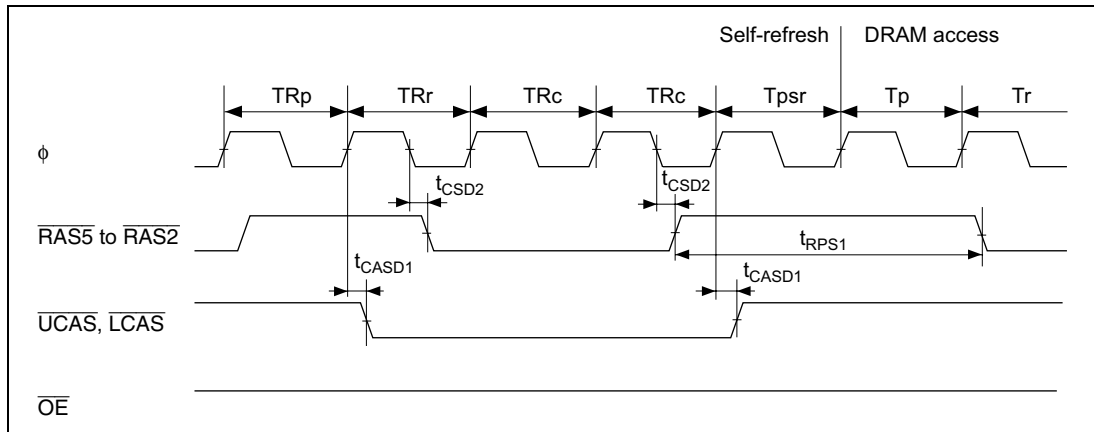 Self-refresh DRAM access
TRp TRr TRc TRc Tpsr Tp Tr
φ
tCSD2 tCSD2
RAS5 to RAS2
tRPS1
tCASD1 tCASD1
UCAS, LCAS
OE